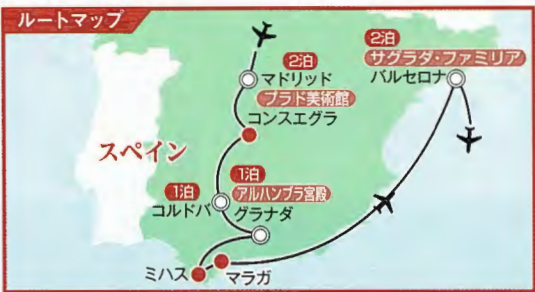 ルートマップ
2泊
マドリッド
プラド美術館
コンスエグラ
2泊
サグラダ・ファミリア
バルセロナ
スペイン
1泊
コルドバ
1泊
アルハンブラ宮殿
グラナダ
ミハス
マラガ